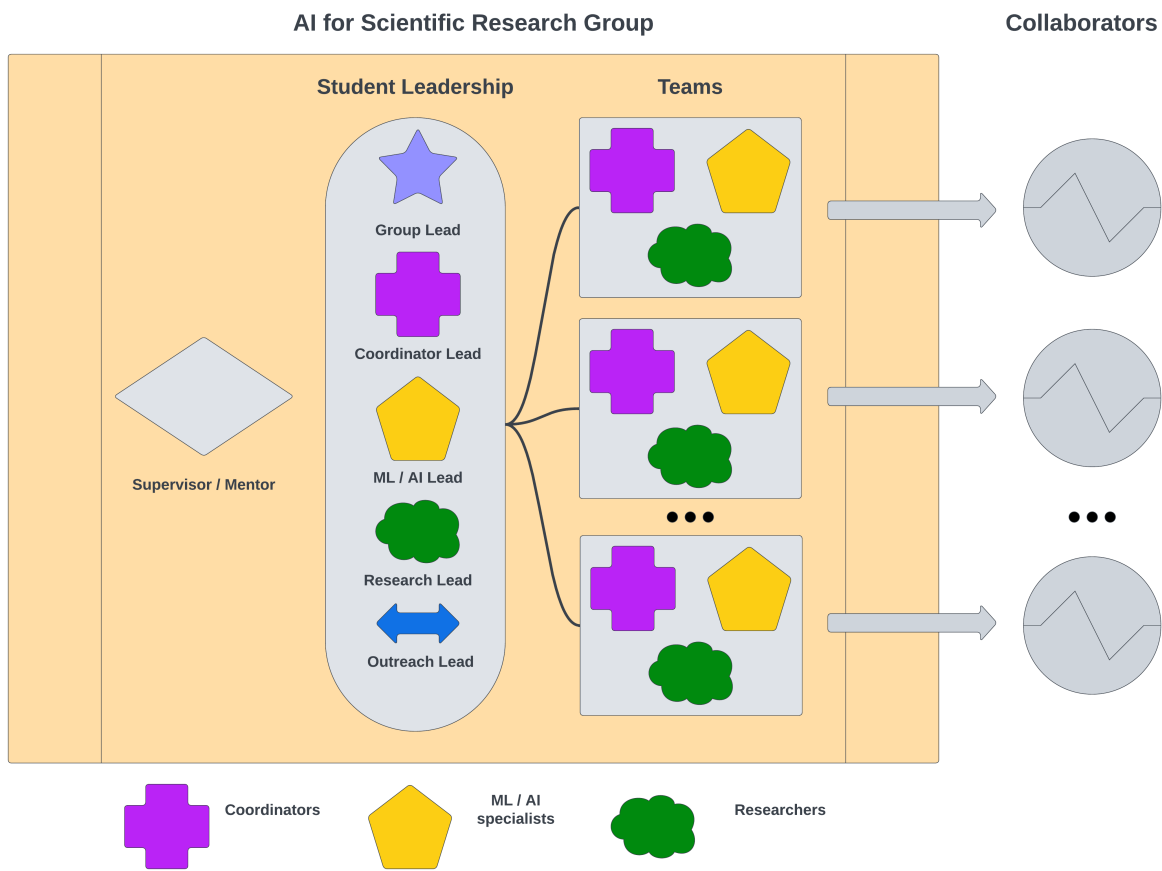 AI for Scientific Research Group
Collaborators
Student Leadership
Teams
Group Lead
Coordinator Lead
ML / AI Lead
Supervisor / Mentor
Research Lead
Outreach Lead
Coordinators
ML / AI
specialists
Researchers